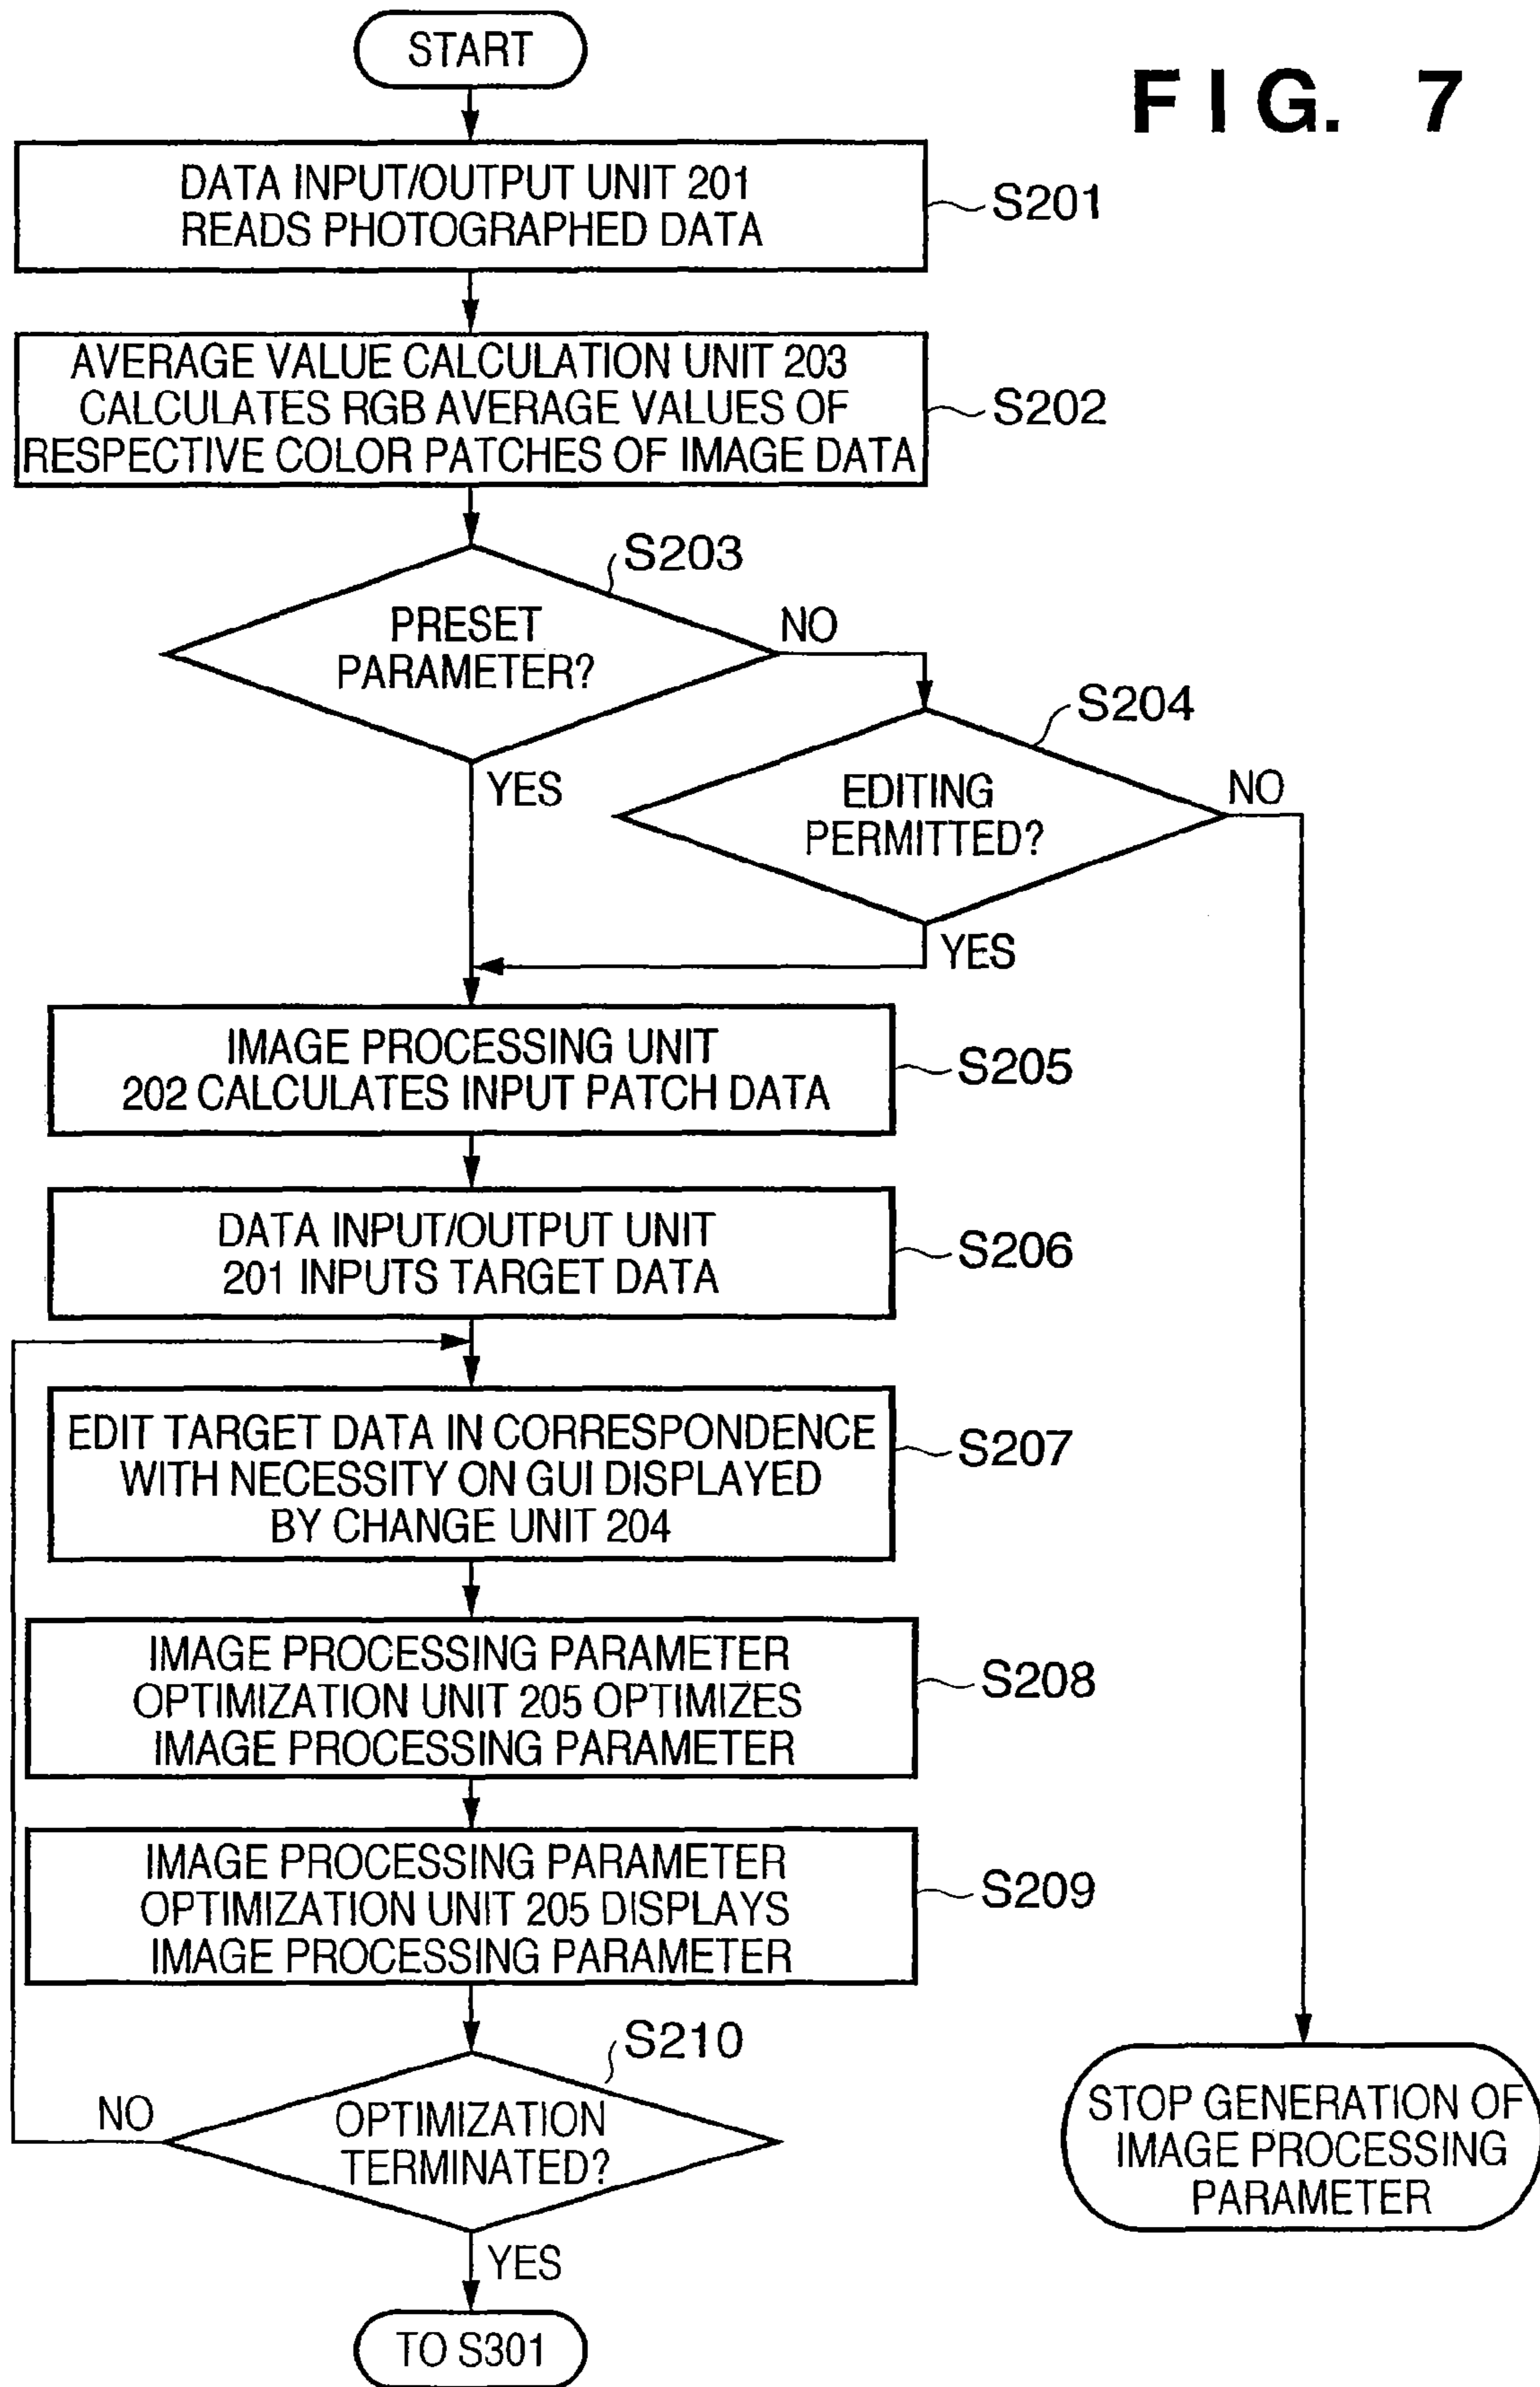 START
FIG. 7
DATA INPUT/OUTPUT UNIT 201
READS PHOTOGRAPHED DATA
S201
AVERAGE VALUE CALCULATION UNIT 203
CALCULATES RGB AVERAGE VALUES OF
RESPECTIVE COLOR PATCHES OF IMAGE DATA
S202
S203
PRESET
PARAMETER?
NO
YES
S204
EDITING
PERMITTED?
NO
YES
IMAGE PROCESSING UNIT
202 CALCULATES INPUT PATCH DATA
S205
DATA INPUT/OUTPUT UNIT
201 INPUTS TARGET DATA
S206
EDIT TARGET DATA IN CORRESPONDENCE
WITH NECESSITY ON GUI DISPLAYED
BY CHANGE UNIT 204
S207
IMAGE PROCESSING PARAMETER
OPTIMIZATION UNIT 205 OPTIMIZES
IMAGE PROCESSING PARAMETER
S208
IMAGE PROCESSING PARAMETER
OPTIMIZATION UNIT 205 DISPLAYS
IMAGE PROCESSING PARAMETER
S209
S210
OPTIMIZATION
TERMINATED?
NO
YES
TO S301
STOP GENERATION OF
IMAGE PROCESSING
PARAMETER